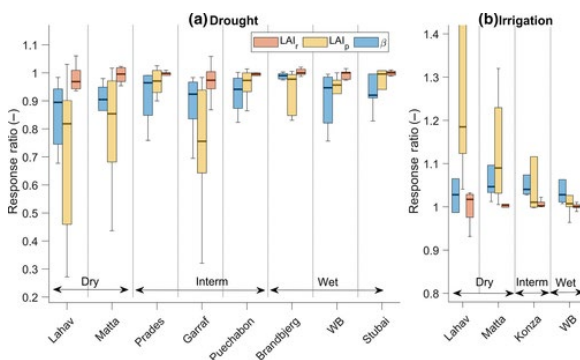 (a) Drought
LAIr LAIp β
Response ratio (–)
1.1
1
0.9
0.8
0.7
0.6
0.5
0.4
0.3
0.2
Dry Interm Wet
Lahav Matta Prades Garraf Puechabon Brandbjerg WB Stubai
(b) Irrigation
Response ratio (–)
1.4
1.3
1.2
1.1
1
0.9
0.8
Dry Interm Wet
Lahav Matta Konza WB